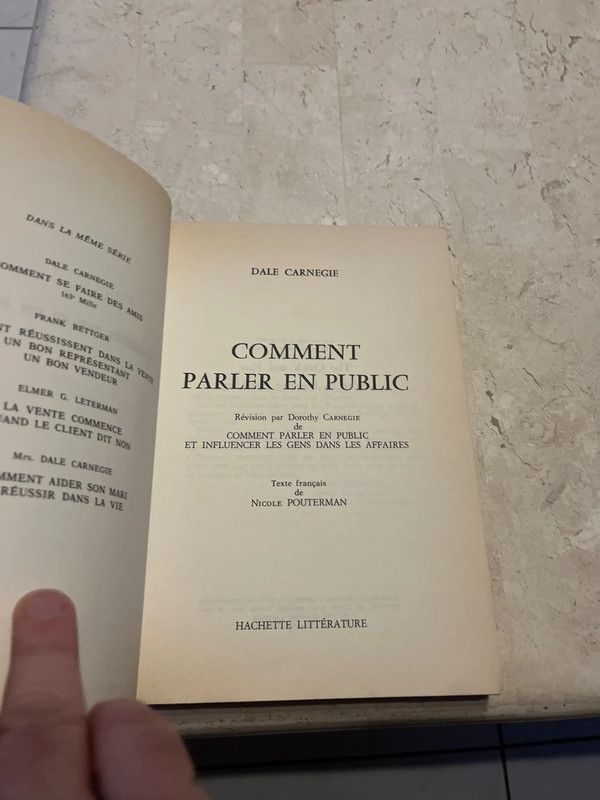 DANS LA MÊME SÉRIE
DALE CARNEGIE
COMMENT SE FAIRE DES AMIS
163e Mille
FRANK BETTGER
RÉUSSISSENT DANS LA VENTE
UN BON REPRÉSENTANT
UN BON VENDEUR
ELMER G. LETERMAN
LA VENTE COMMENCE
QUAND LE CLIENT DIT NON
Mrs. DALE CARNEGIE
COMMENT AIDER SON MARI
RÉUSSIR DANS LA VIE
DALE CARNEGIE
COMMENT
PARLER EN PUBLIC
Révision par Dorothy CARNEGIE
de
COMMENT PARLER EN PUBLIC
ET INFLUENCER LES GENS DANS LES AFFAIRES
Texte français
de
NICOLE POUTERMAN
HACHETTE LITTÉRATURE